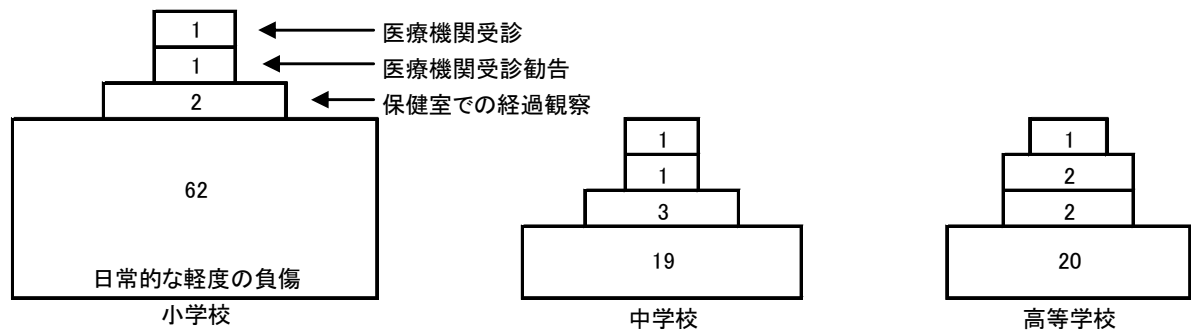 1
医療機関受診
1
医療機関受診勧告
2
保健室での経過観察
62
日常的な軽度の負傷
小学校
1
1
3
19
中学校
1
2
2
20
高等学校